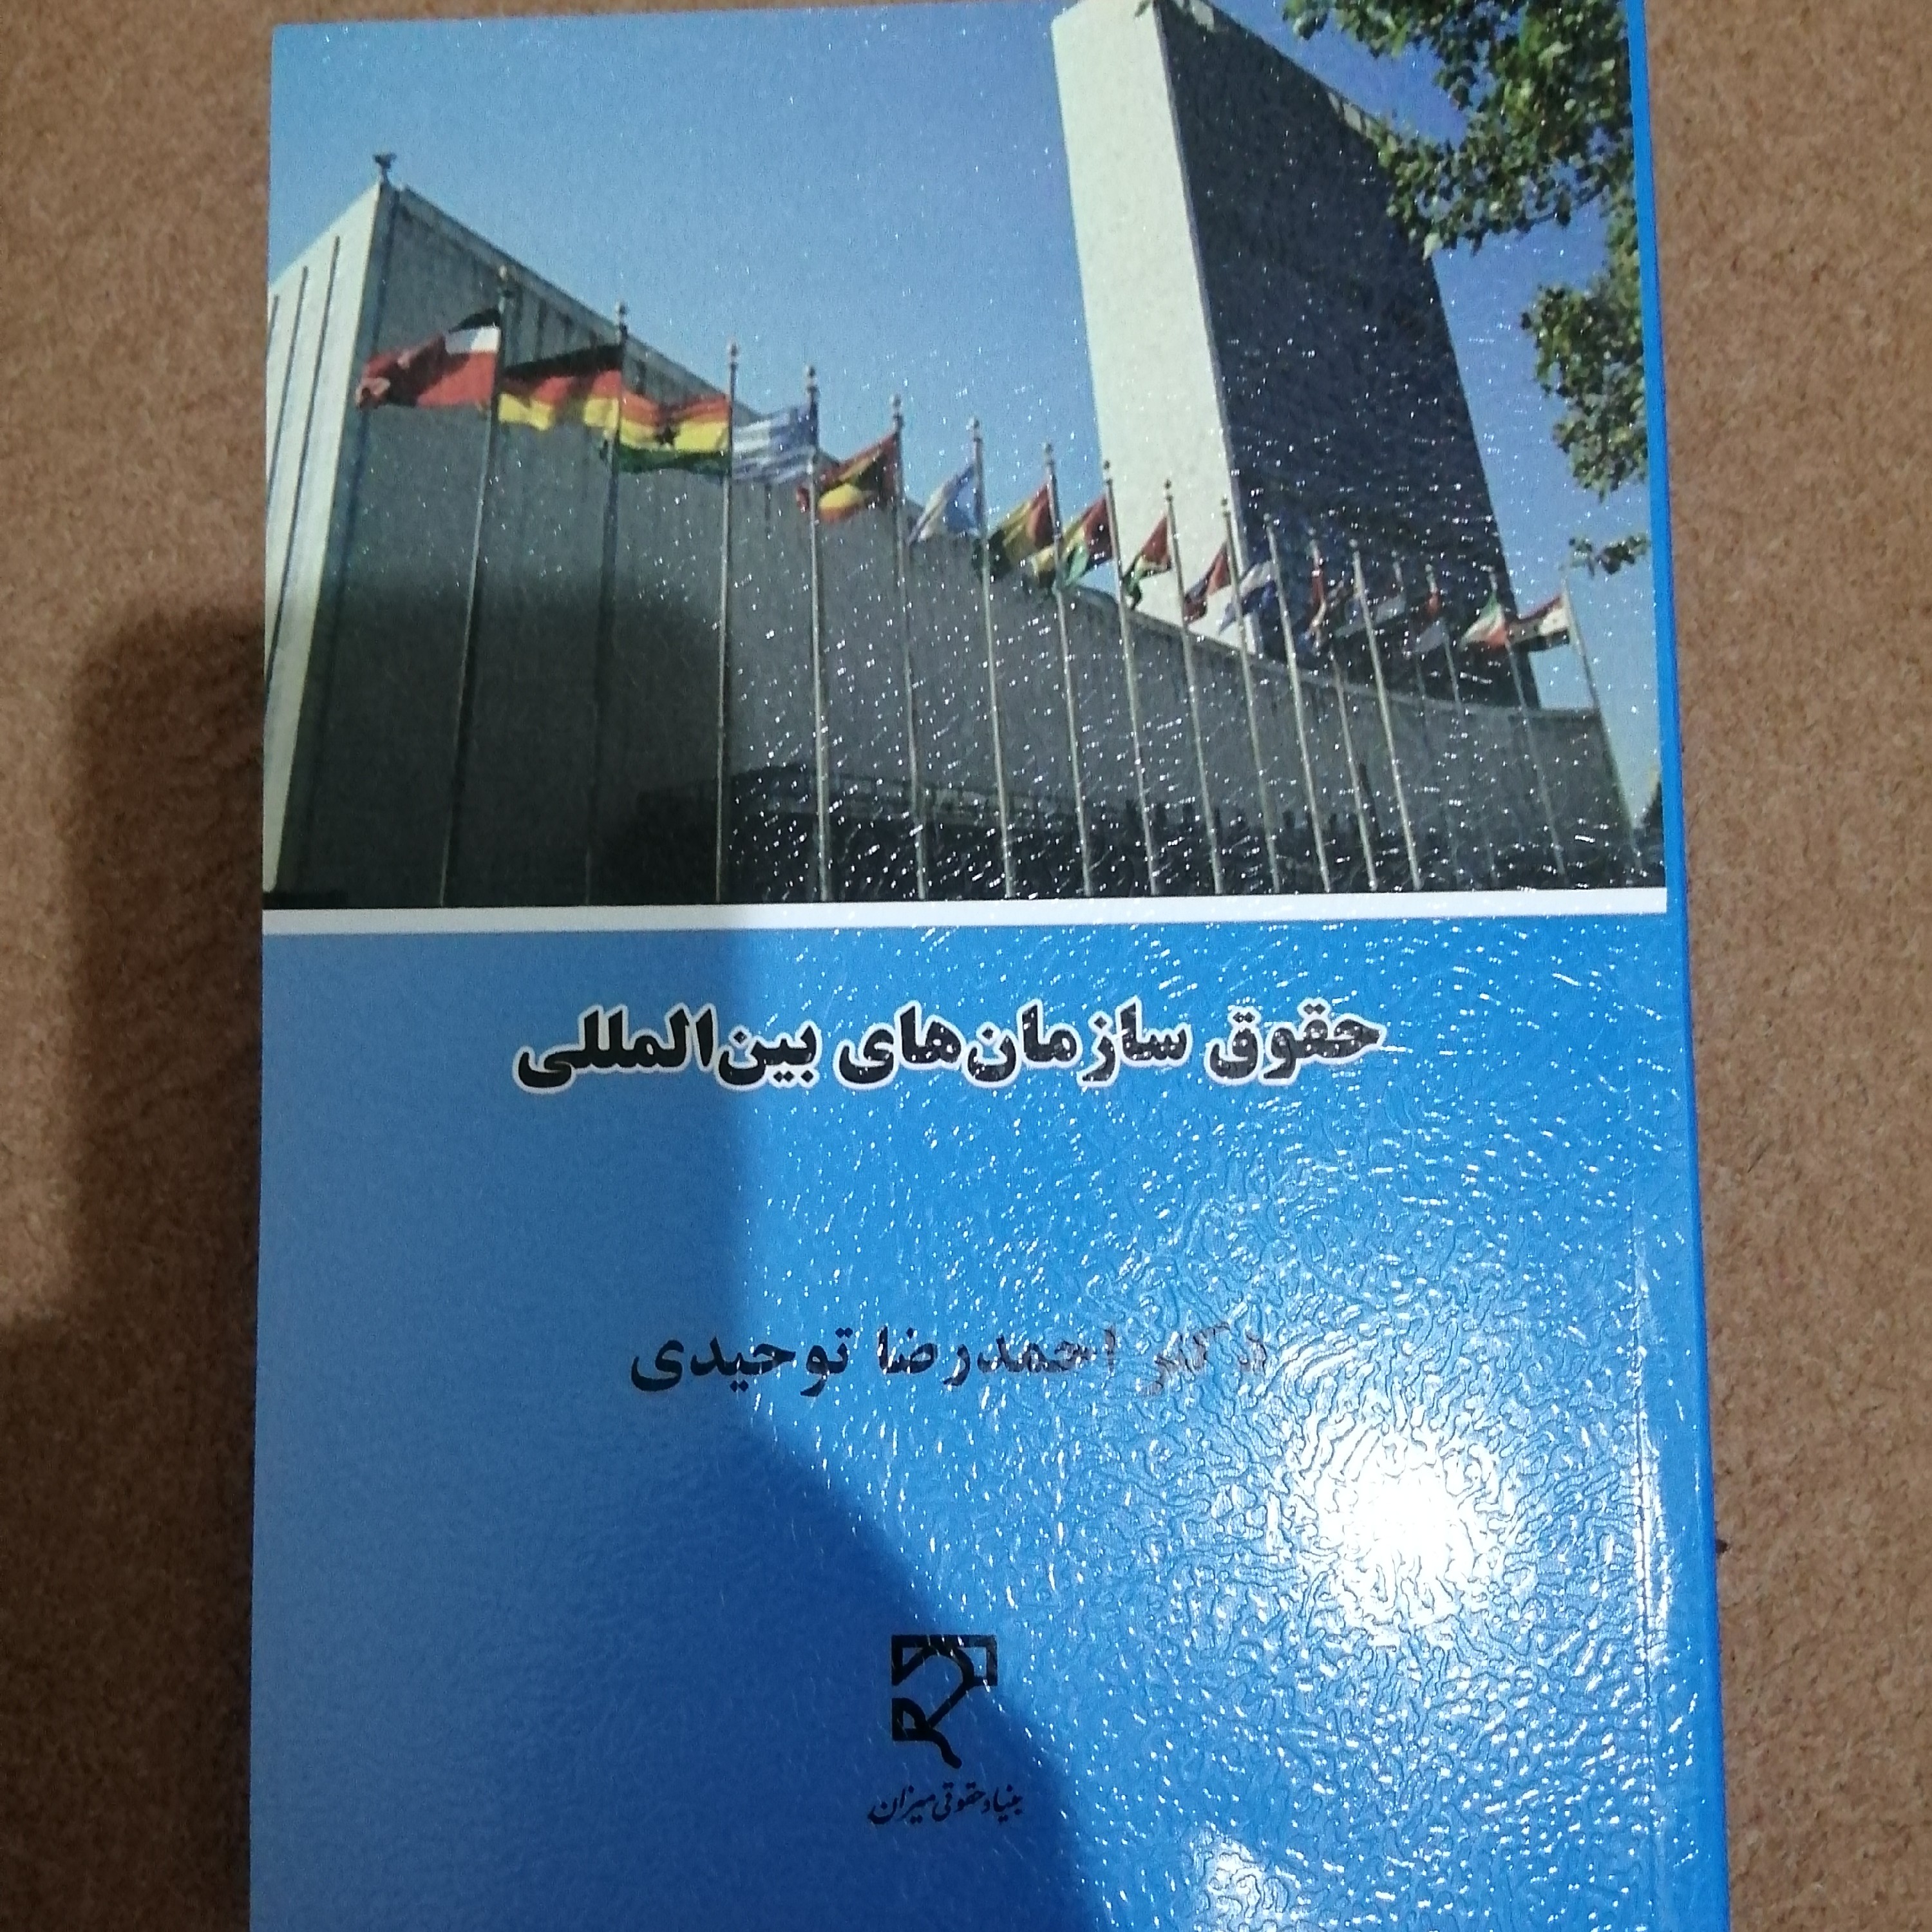 حقوق سازمان‌های بین‌المللی
دکتر احمدرضا توحیدی
بنیاد حقوقی میزان